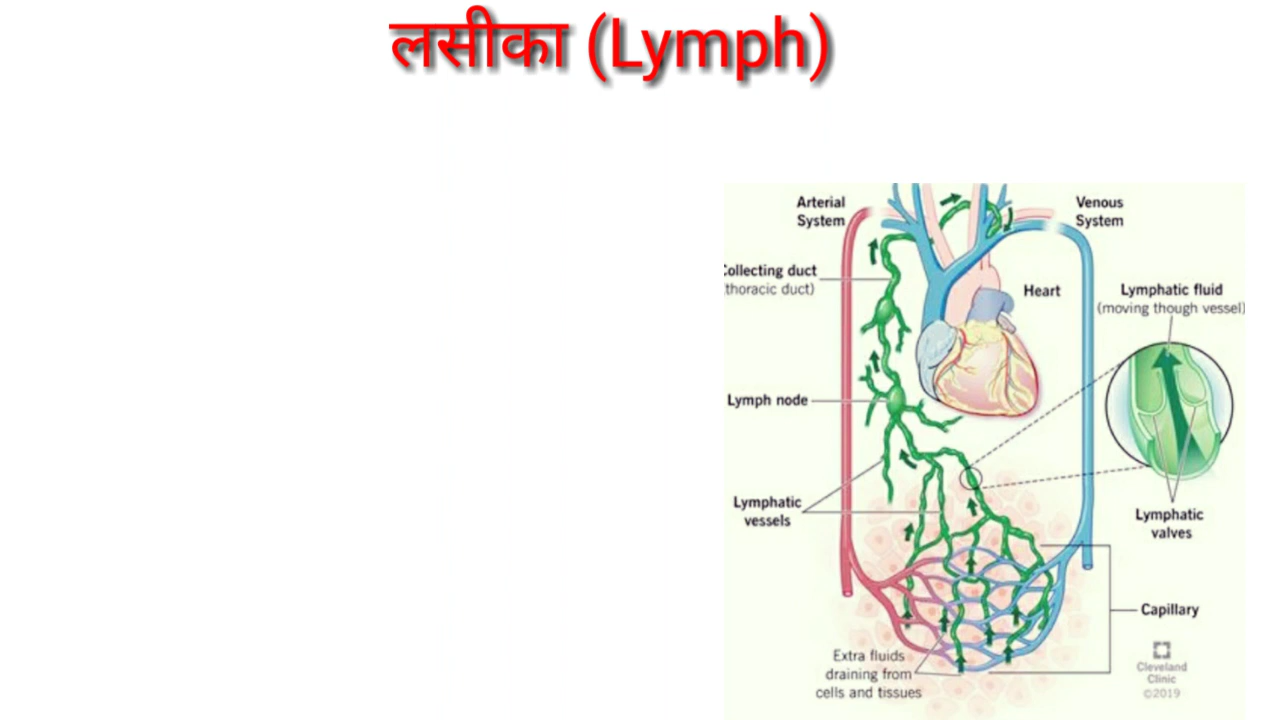 लसीका (Lymph)
Arterial
System
Venous
System
ollecting duct
thoracic duct)
Heart
Lymphatic fluid
(moving though vessel)
Lymph node
Lymphatic
vessels
Lymphatic
valves
Capillary
Extra fluids
draining from
cells and tissues
Cleveland
Clinic
©2019